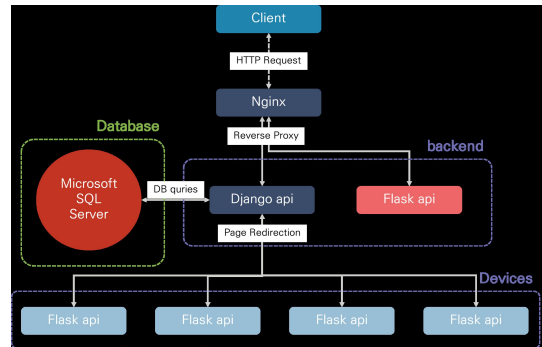 Client
HTTP Request
Nginx
Database
Reverse Proxy
backend
Microsoft
SQL
Server
DB quries
Django api
Flask api
Page Redirection
Devices
Flask api
Flask api
Flask api
Flask api